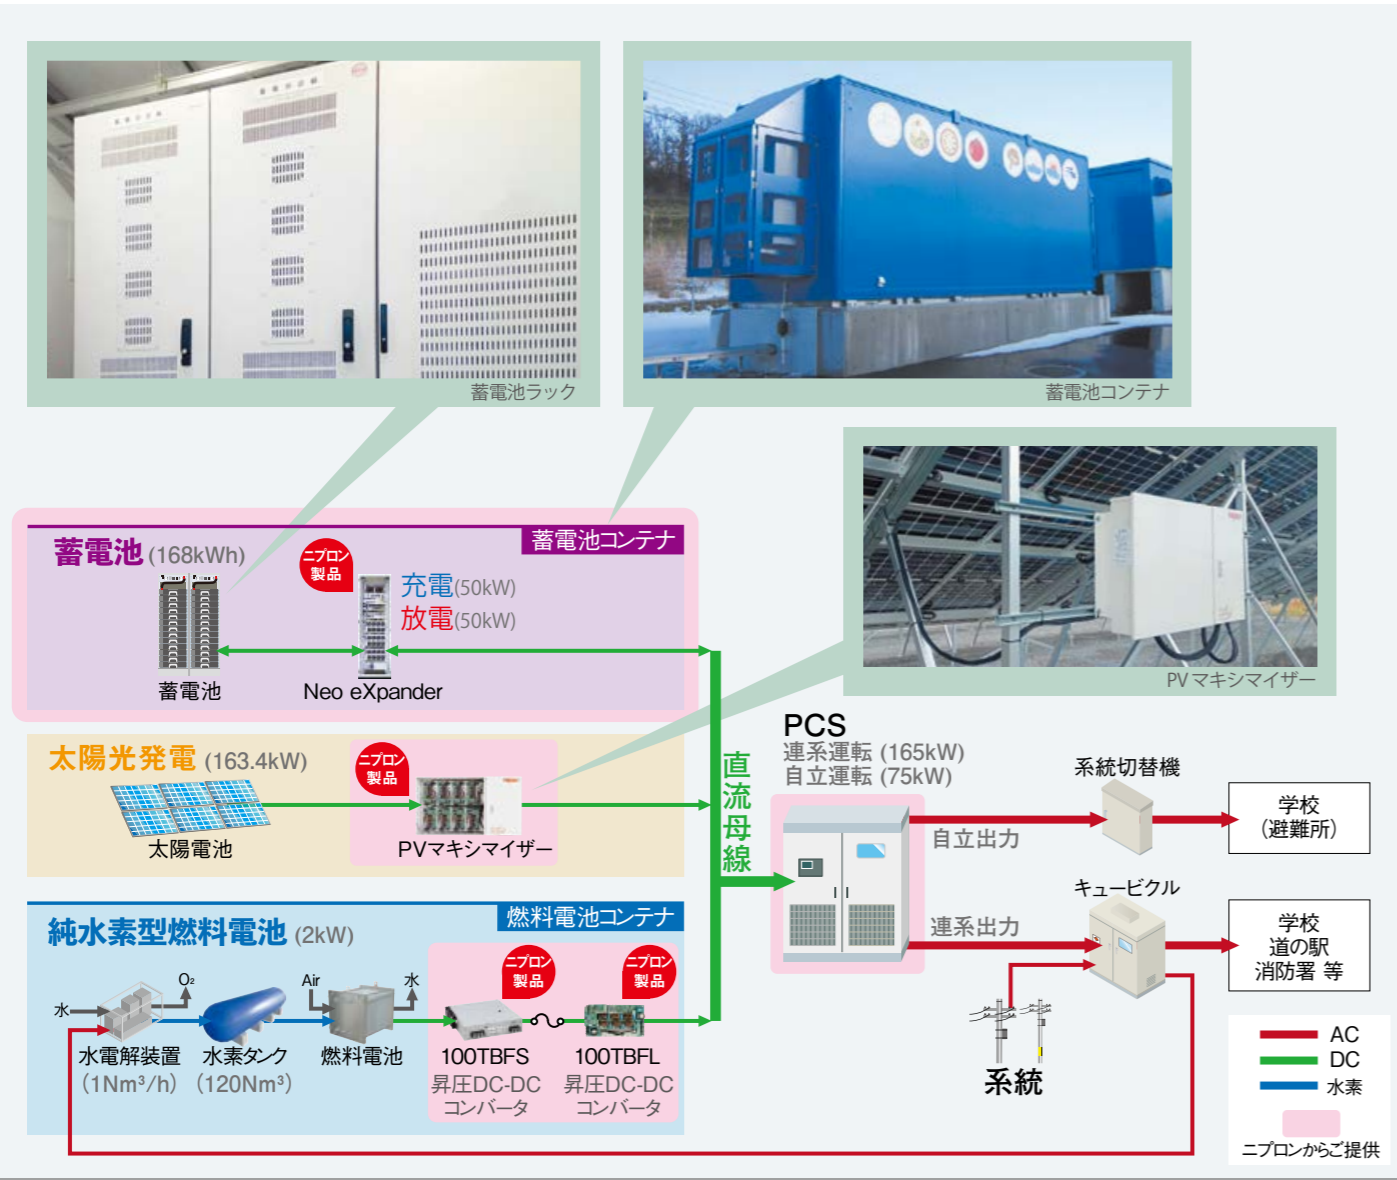 蓄電池ラック
蓄電池コンテナ
PVマキシマイザー
蓄電池コンテナ
蓄電池 (168kWh)
ニプロン
製品
充電(50kW)
放電(50kW)
蓄電池
Neo eXpander
太陽光発電 (163.4kW)
ニプロン
製品
太陽電池
PVマキシマイザー
直流母線
PCS
連系運転 (165kW)
自立運転 (75kW)
系統切替機
自立出力
学校
(避難所)
キュービクル
連系出力
学校
道の駅
消防署 等
系統
燃料電池コンテナ
純水素型燃料電池 (2kW)
ニプロン
製品
ニプロン
製品
水
O₂
Air
水
水電解装置
(1Nm³/h)
水素タンク
(120Nm³)
燃料電池
100TBFS
昇圧DC-DC
コンバータ
100TBFL
昇圧DC-DC
コンバータ
AC
DC
水素
ニプロンからご提供